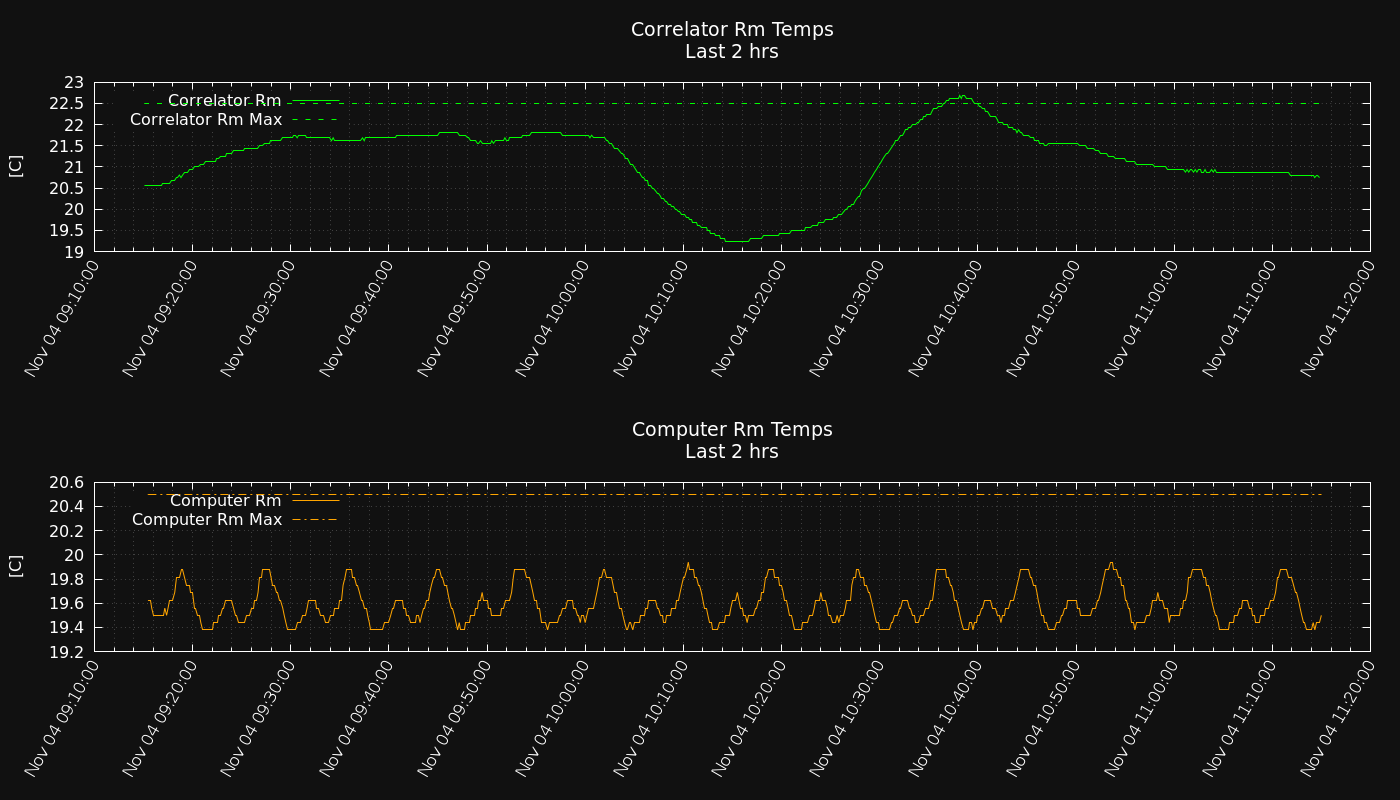 Correlator Rm Temps
Last 2 hrs
23
22.5
22
21.5
21
20.5
20
19.5
19
[C]
Correlator Rm
Correlator Rm Max
Nov 04 09:10:00
Nov 04 09:20:00
Nov 04 09:30:00
Nov 04 09:40:00
Nov 04 09:50:00
Nov 04 10:00:00
Nov 04 10:10:00
Nov 04 10:20:00
Nov 04 10:30:00
Nov 04 10:40:00
Nov 04 10:50:00
Nov 04 11:00:00
Nov 04 11:10:00
Nov 04 11:20:00
Computer Rm Temps
Last 2 hrs
20.6
20.4
20.2
20
19.8
19.6
19.4
19.2
[C]
Computer Rm
Computer Rm Max
Nov 04 09:10:00
Nov 04 09:20:00
Nov 04 09:30:00
Nov 04 09:40:00
Nov 04 09:50:00
Nov 04 10:00:00
Nov 04 10:10:00
Nov 04 10:20:00
Nov 04 10:30:00
Nov 04 10:40:00
Nov 04 10:50:00
Nov 04 11:00:00
Nov 04 11:10:00
Nov 04 11:20:00